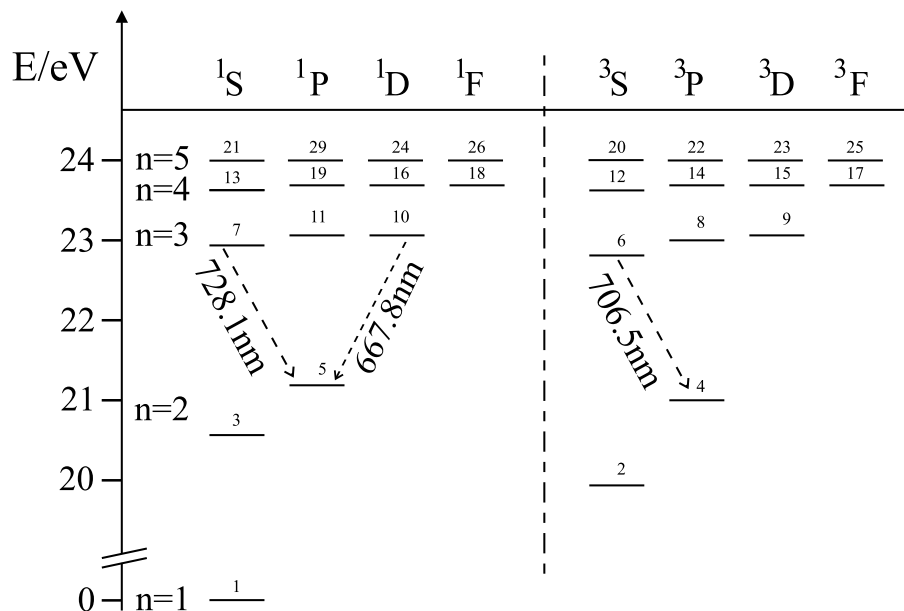 E/eV
¹S ¹P ¹D ¹F ³S ³P ³D ³F
24 n=5 21 29 24 26 20 22 23 25
n=4 13 19 16 18 12 14 15 17
23 n=3 7 11 10 6 8 9
728.1nm 667.8nm 706.5nm
22
21 n=2 5 4
3
20 2
0 n=1 1